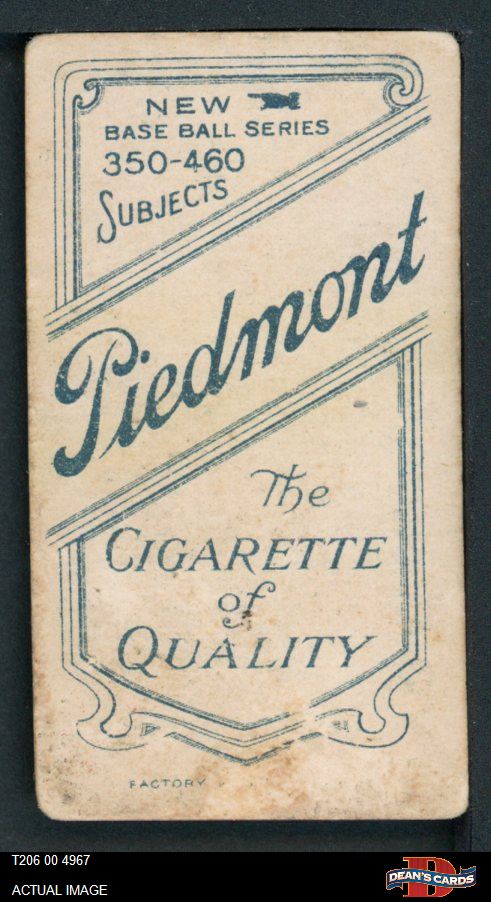 NEW
BASE BALL SERIES
350-460
SUBJECTS
Piedmont
The
CIGARETTE
of
QUALITY
FACTORY
T206 00 4967
ACTUAL IMAGE
DEAN'S CARDS